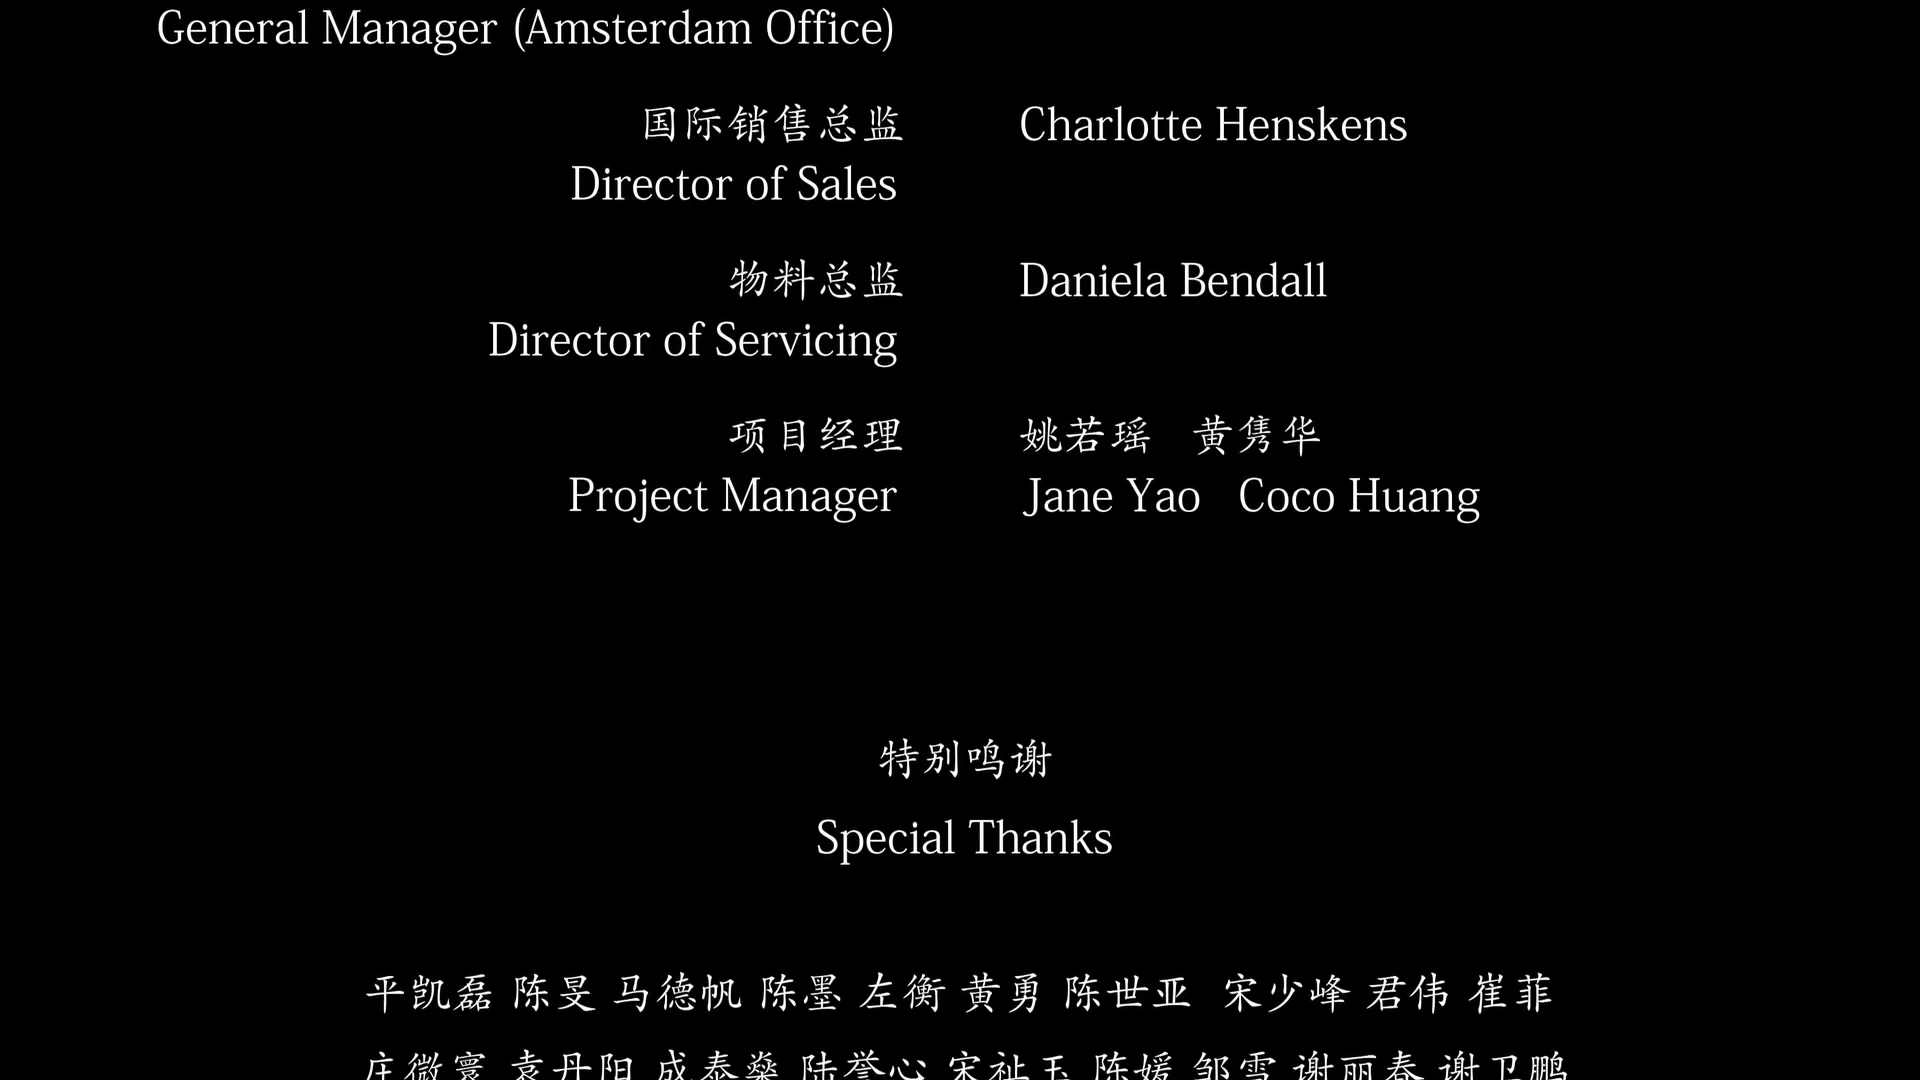 General Manager (Amsterdam Office)
国际销售总监 Charlotte Henskens
Director of Sales
物料总监 Daniela Bendall
Director of Servicing
项目经理 姚若瑶 黄隽华
Project Manager Jane Yao Coco Huang
特别鸣谢
Special Thanks
平凯磊 陈旻 马德帆 陈墨 左衡 黄勇 陈世亚 宋少峰 君伟 崔菲
庄微寰 袁丹阳 成泰燊 陆誉心 宋祉玉 陈媛 邹雪 谢丽春 谢卫鹏